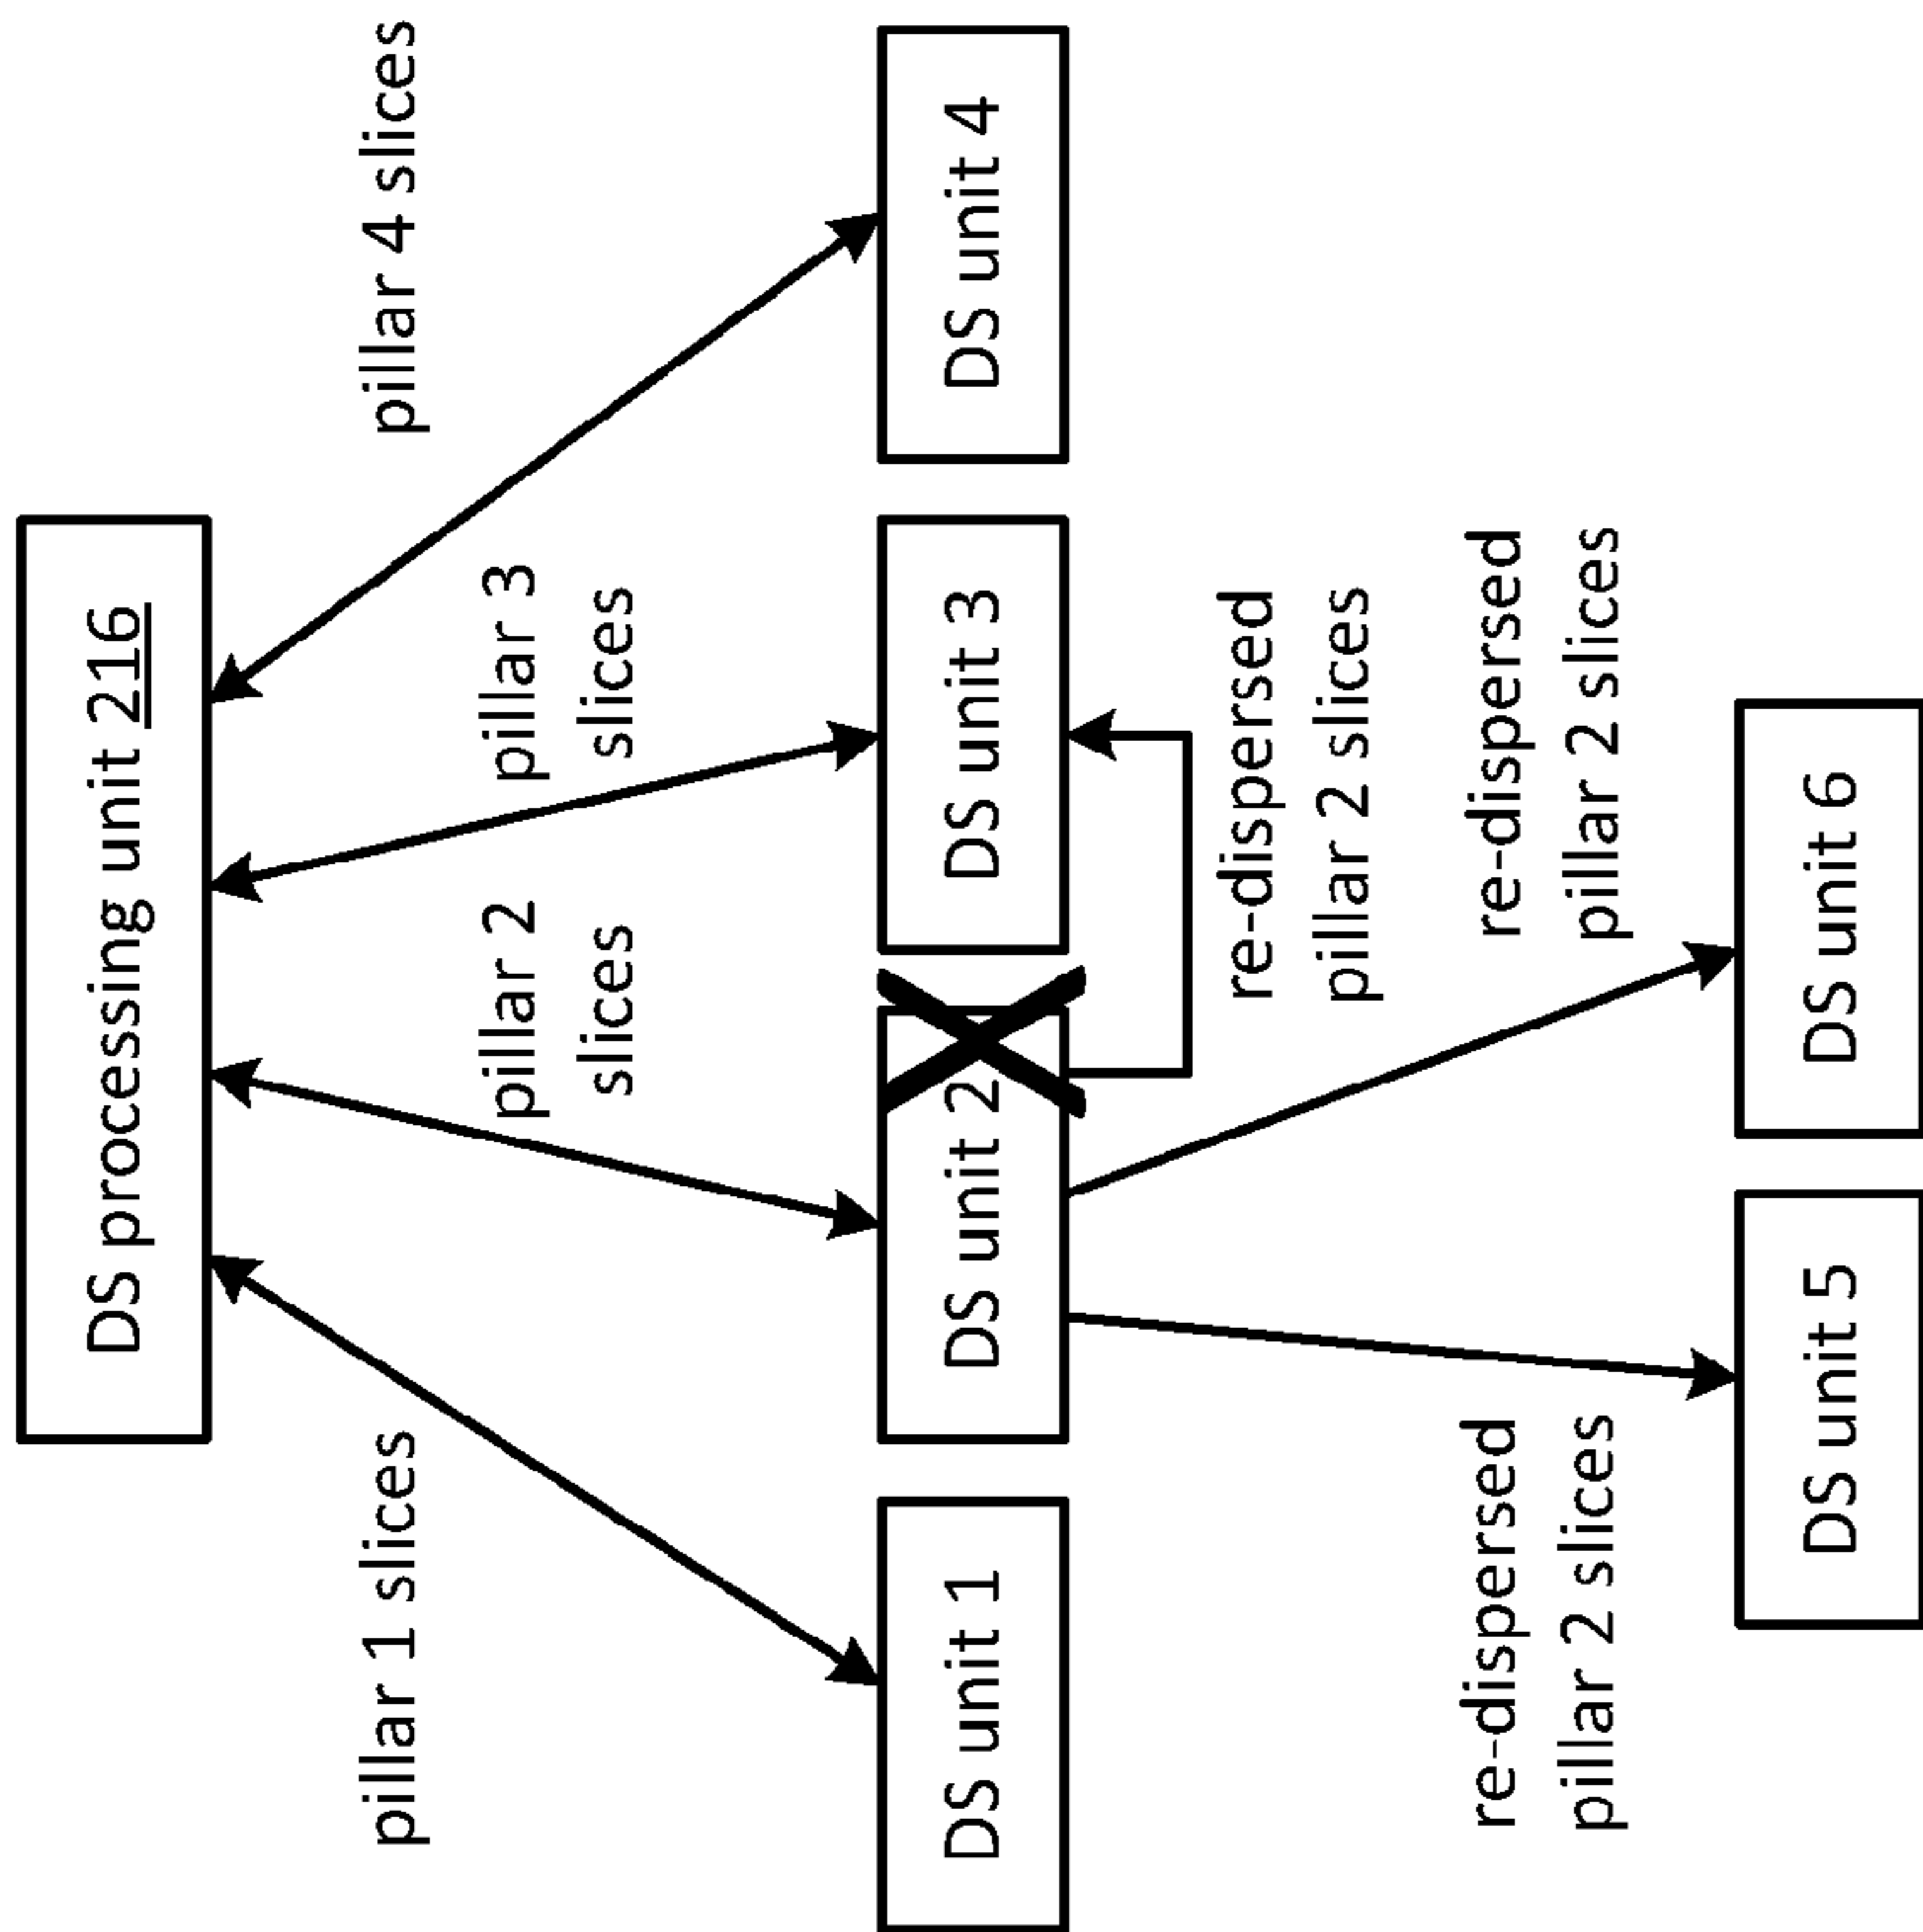 DS processing unit 216
pillar 1 slices
pillar 2
slices
pillar 3
slices
pillar 4 slices
DS unit 1
DS unit 2
DS unit 3
DS unit 4
re-dispersed
pillar 2 slices
re-dispersed
pillar 2 slices
re-dispersed
pillar 2 slices
DS unit 5
DS unit 6